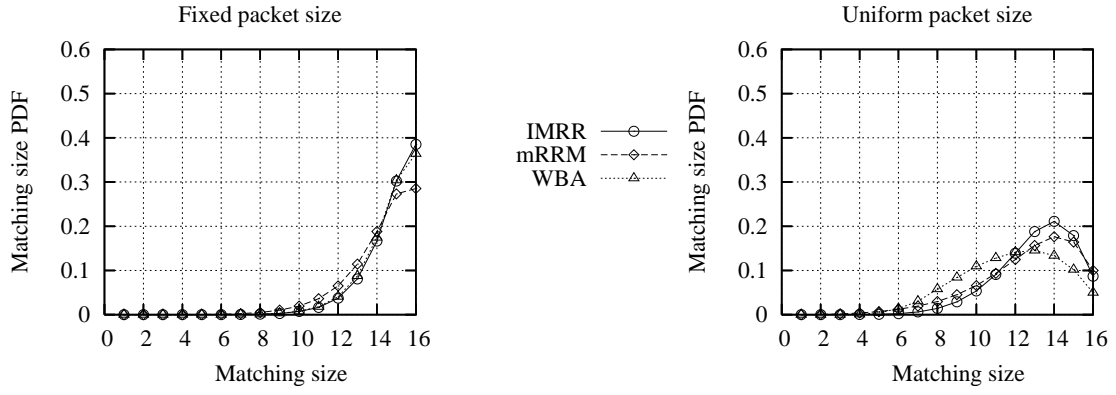 Fixed packet size
0.6
0.5
0.4
0.3
0.2
0.1
0
Matching size PDF
0 2 4 6 8 10 12 14 16
Matching size
IMRR
mRRM
WBA
Uniform packet size
0.6
0.5
0.4
0.3
0.2
0.1
0
Matching size PDF
0 2 4 6 8 10 12 14 16
Matching size